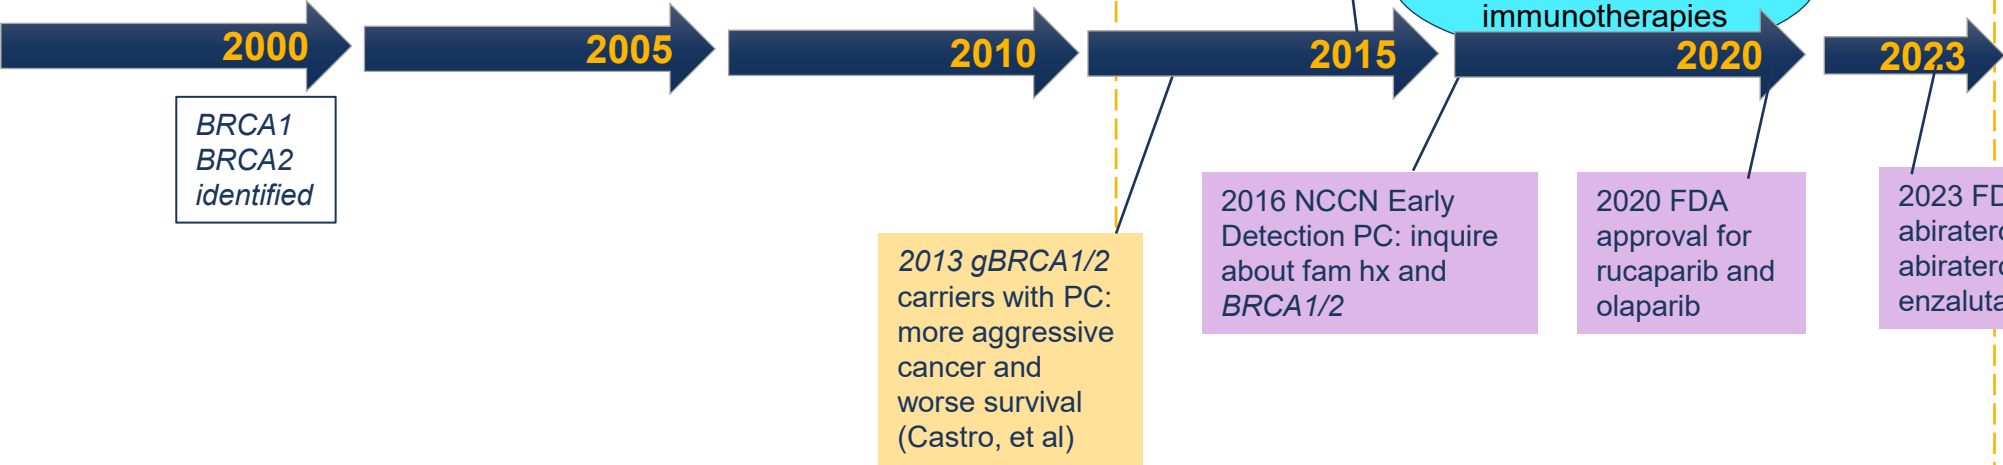 immunotherapies
2000
2005
2010
2015
2020
2023
BRCA1
BRCA2
identified
2013 gBRCA1/2
carriers with PC:
more aggressive
cancer and
worse survival
(Castro, et al)
2016 NCCN Early
Detection PC: inquire
about fam hx and
BRCA1/2
2020 FDA
approval for
rucaparib and
olaparib
2023